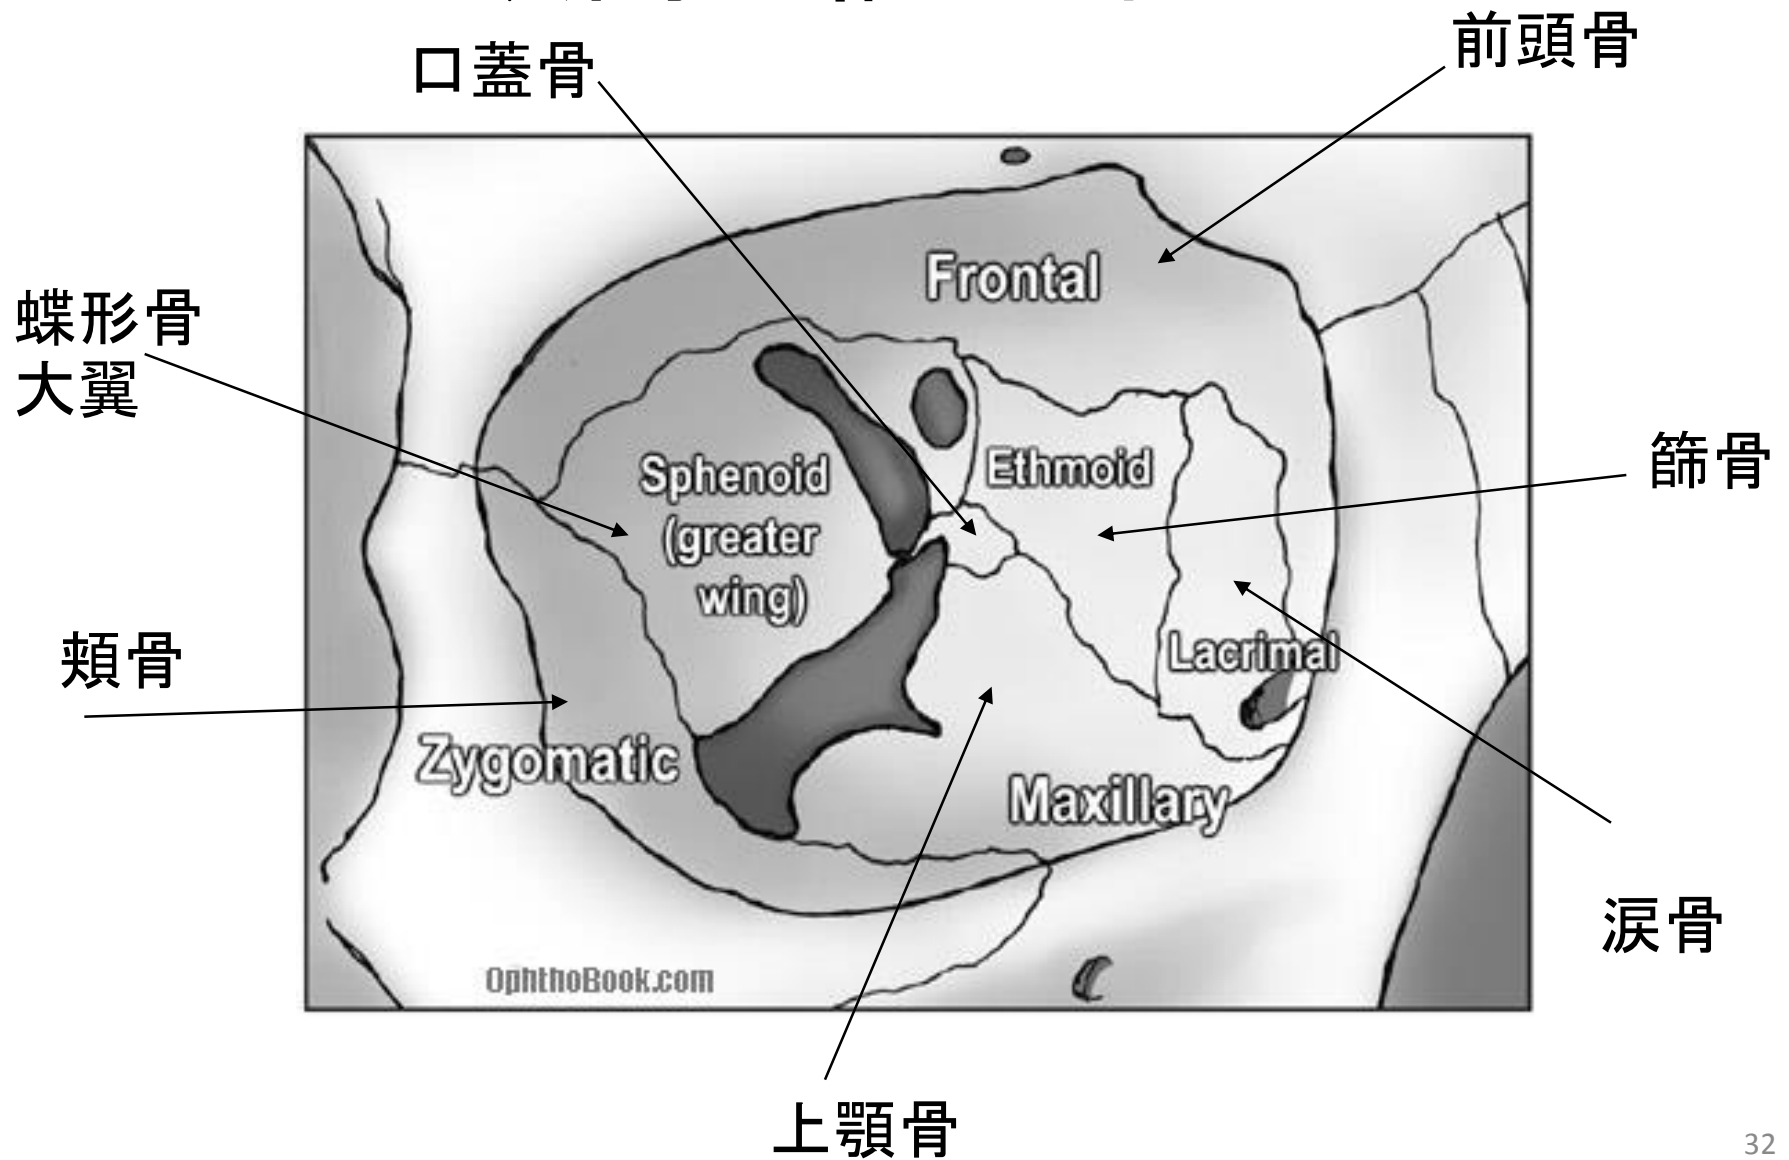 口蓋骨
前頭骨
Frontal
蝶形骨
大翼
Sphenoid
(greater
wing)
Ethmoid
篩骨
頬骨
Lacrimal
Zygomatic
Maxillary
涙骨
OphthoBook.com
上顎骨
32